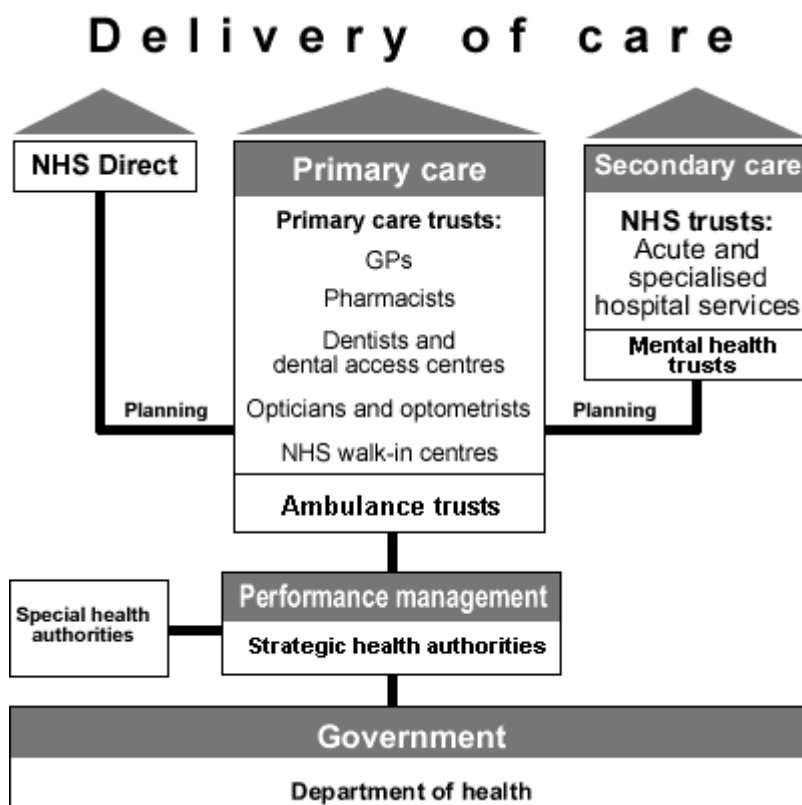 Delivery of care
NHS Direct
Primary care
Primary care trusts:
GPs
Pharmacists
Dentists and
dental access centres
Opticians and optometrists
NHS walk-in centres
Ambulance trusts
Secondary care
NHS trusts:
Acute and
specialised
hospital services
Mental health
trusts
Planning
Planning
Performance management
Strategic health authorities
Special health
authorities
Government
Department of health